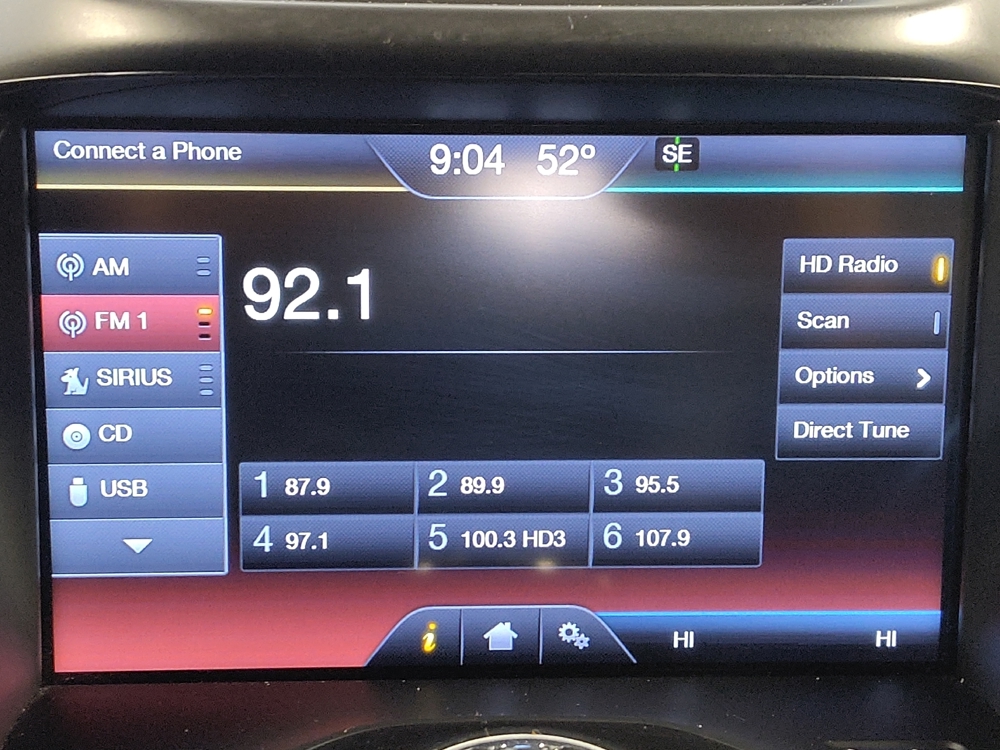 Connect a Phone
9:04 52º SE
AM
FM 1
SIRIUS
CD
USB
92.1
HD Radio
Scan
Options
Direct Tune
1 87.9 2 89.9 3 95.5
4 97.1 5 100.3 HD3 6 107.9
i
HI HI